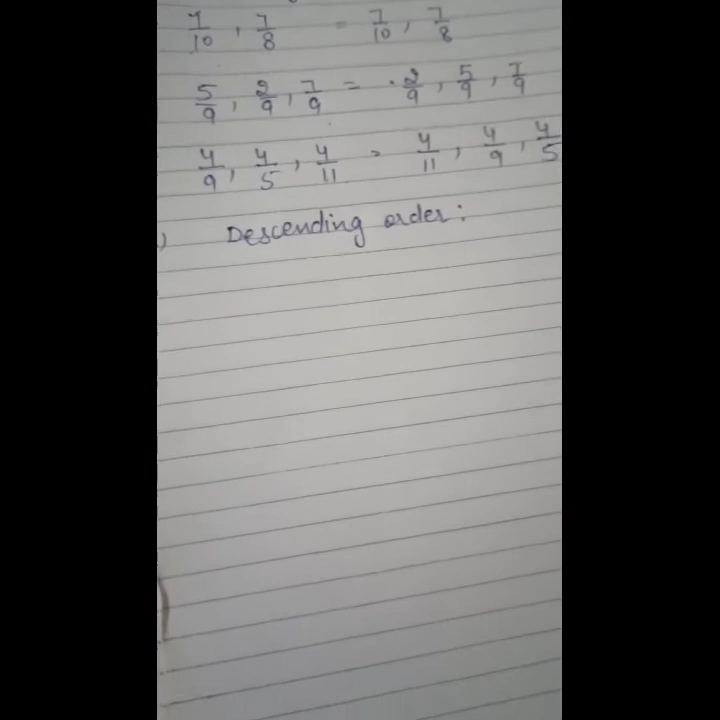 7/10, 7/8 = 7/10, 7/8
5/9, 2/9, 7/9 = 2/9, 5/9, 7/9
4/9, 4/5, 4/11 = 4/11, 4/9, 4/5
) Descending order: